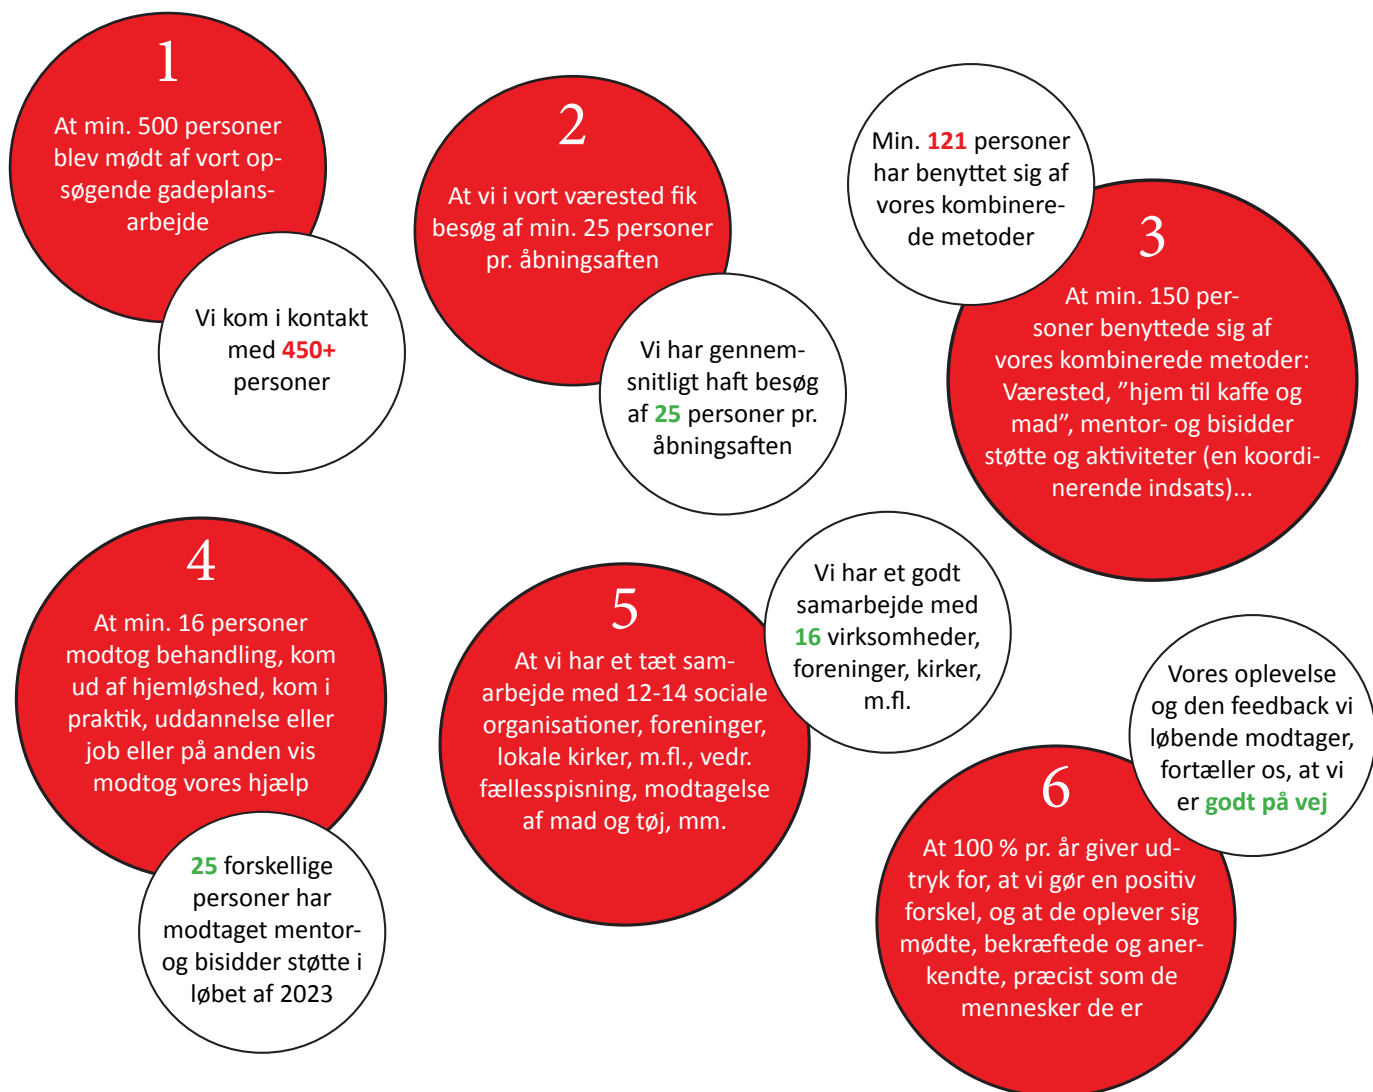 1
At min. 500 personer
blev mødt af vort op-
søgende gadeplans-
arbejde
Vi kom i kontakt
med 450+
personer
2
At vi i vort værested fik
besøg af min. 25 personer
pr. åbningsaften
Vi har gennem-
snitligt haft besøg
af 25 personer pr.
åbningsaften
Min. 121 personer
har benyttet sig af
vores kombinere-
de metoder
3
At min. 150 per-
soner benyttede sig af
vores kombinerede metoder:
Værested, ”hjem til kaffe og
mad”, mentor- og bisidder
støtte og aktiviteter (en koordi-
nerende indsats)...
4
At min. 16 personer
modtog behandling, kom
ud af hjemløshed, kom i
praktik, uddannelse eller
job eller på anden vis
modtog vores hjælp
25 forskellige
personer har
modtaget mentor-
og bisidder støtte i
løbet af 2023
5
At vi har et tæt sam-
arbejde med 12-14 sociale
organisationer, foreninger,
lokale kirker, m.fl., vedr.
fællesspisning, modtagelse
af mad og tøj, mm.
Vi har et godt
samarbejde med
16 virksomheder,
foreninger, kirker,
m.fl.
Vores oplevelse
og den feedback vi
løbende modtager,
fortæller os, at vi
er godt på vej
6
At 100 % pr. år giver ud-
tryk for, at vi gør en positiv
forskel, og at de oplever sig
mødte, bekræftede og aner-
kendte, præcist som de
mennesker de er